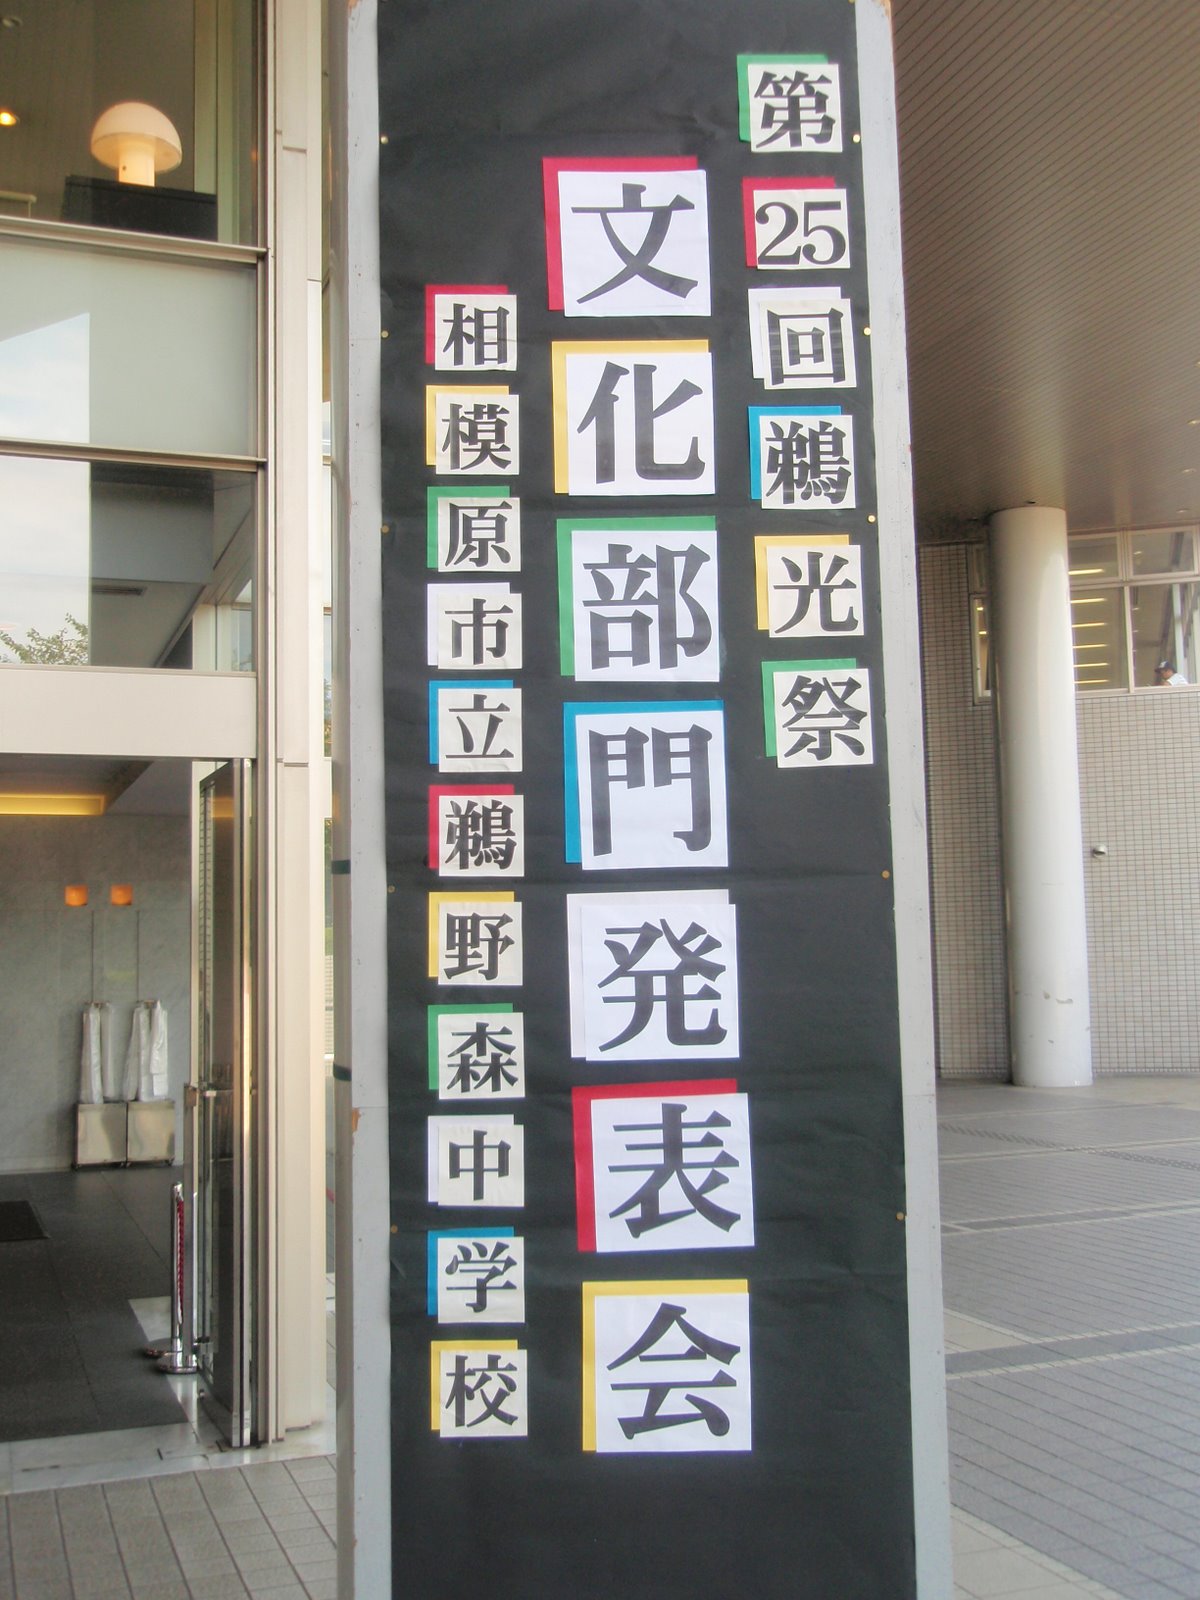 第25回鵜光祭
文化部門発表会
相模原市立鵜野森中学校